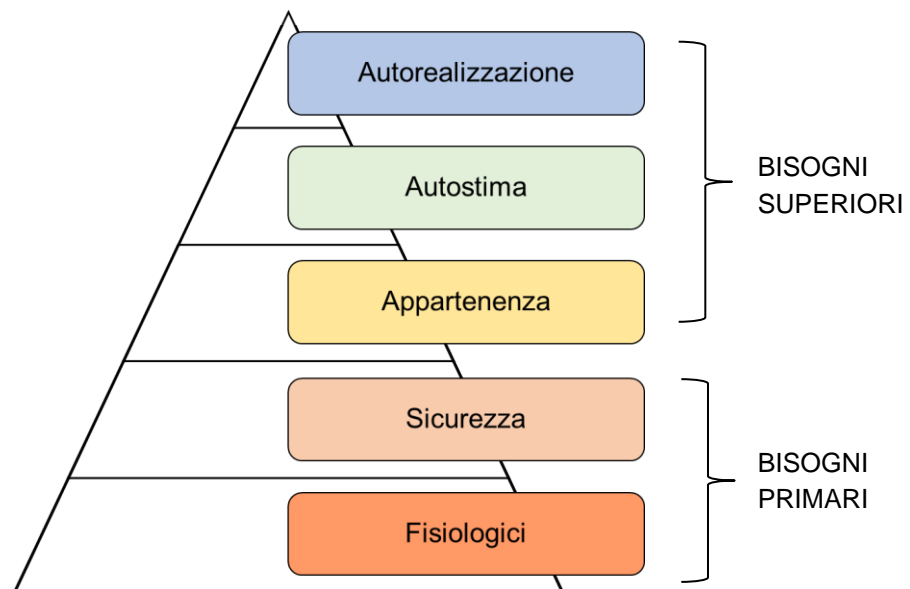 Autorealizzazione
Autostima
BISOGNI
SUPERIORI
Appartenenza
Sicurezza
BISOGNI
PRIMARI
Fisiologici